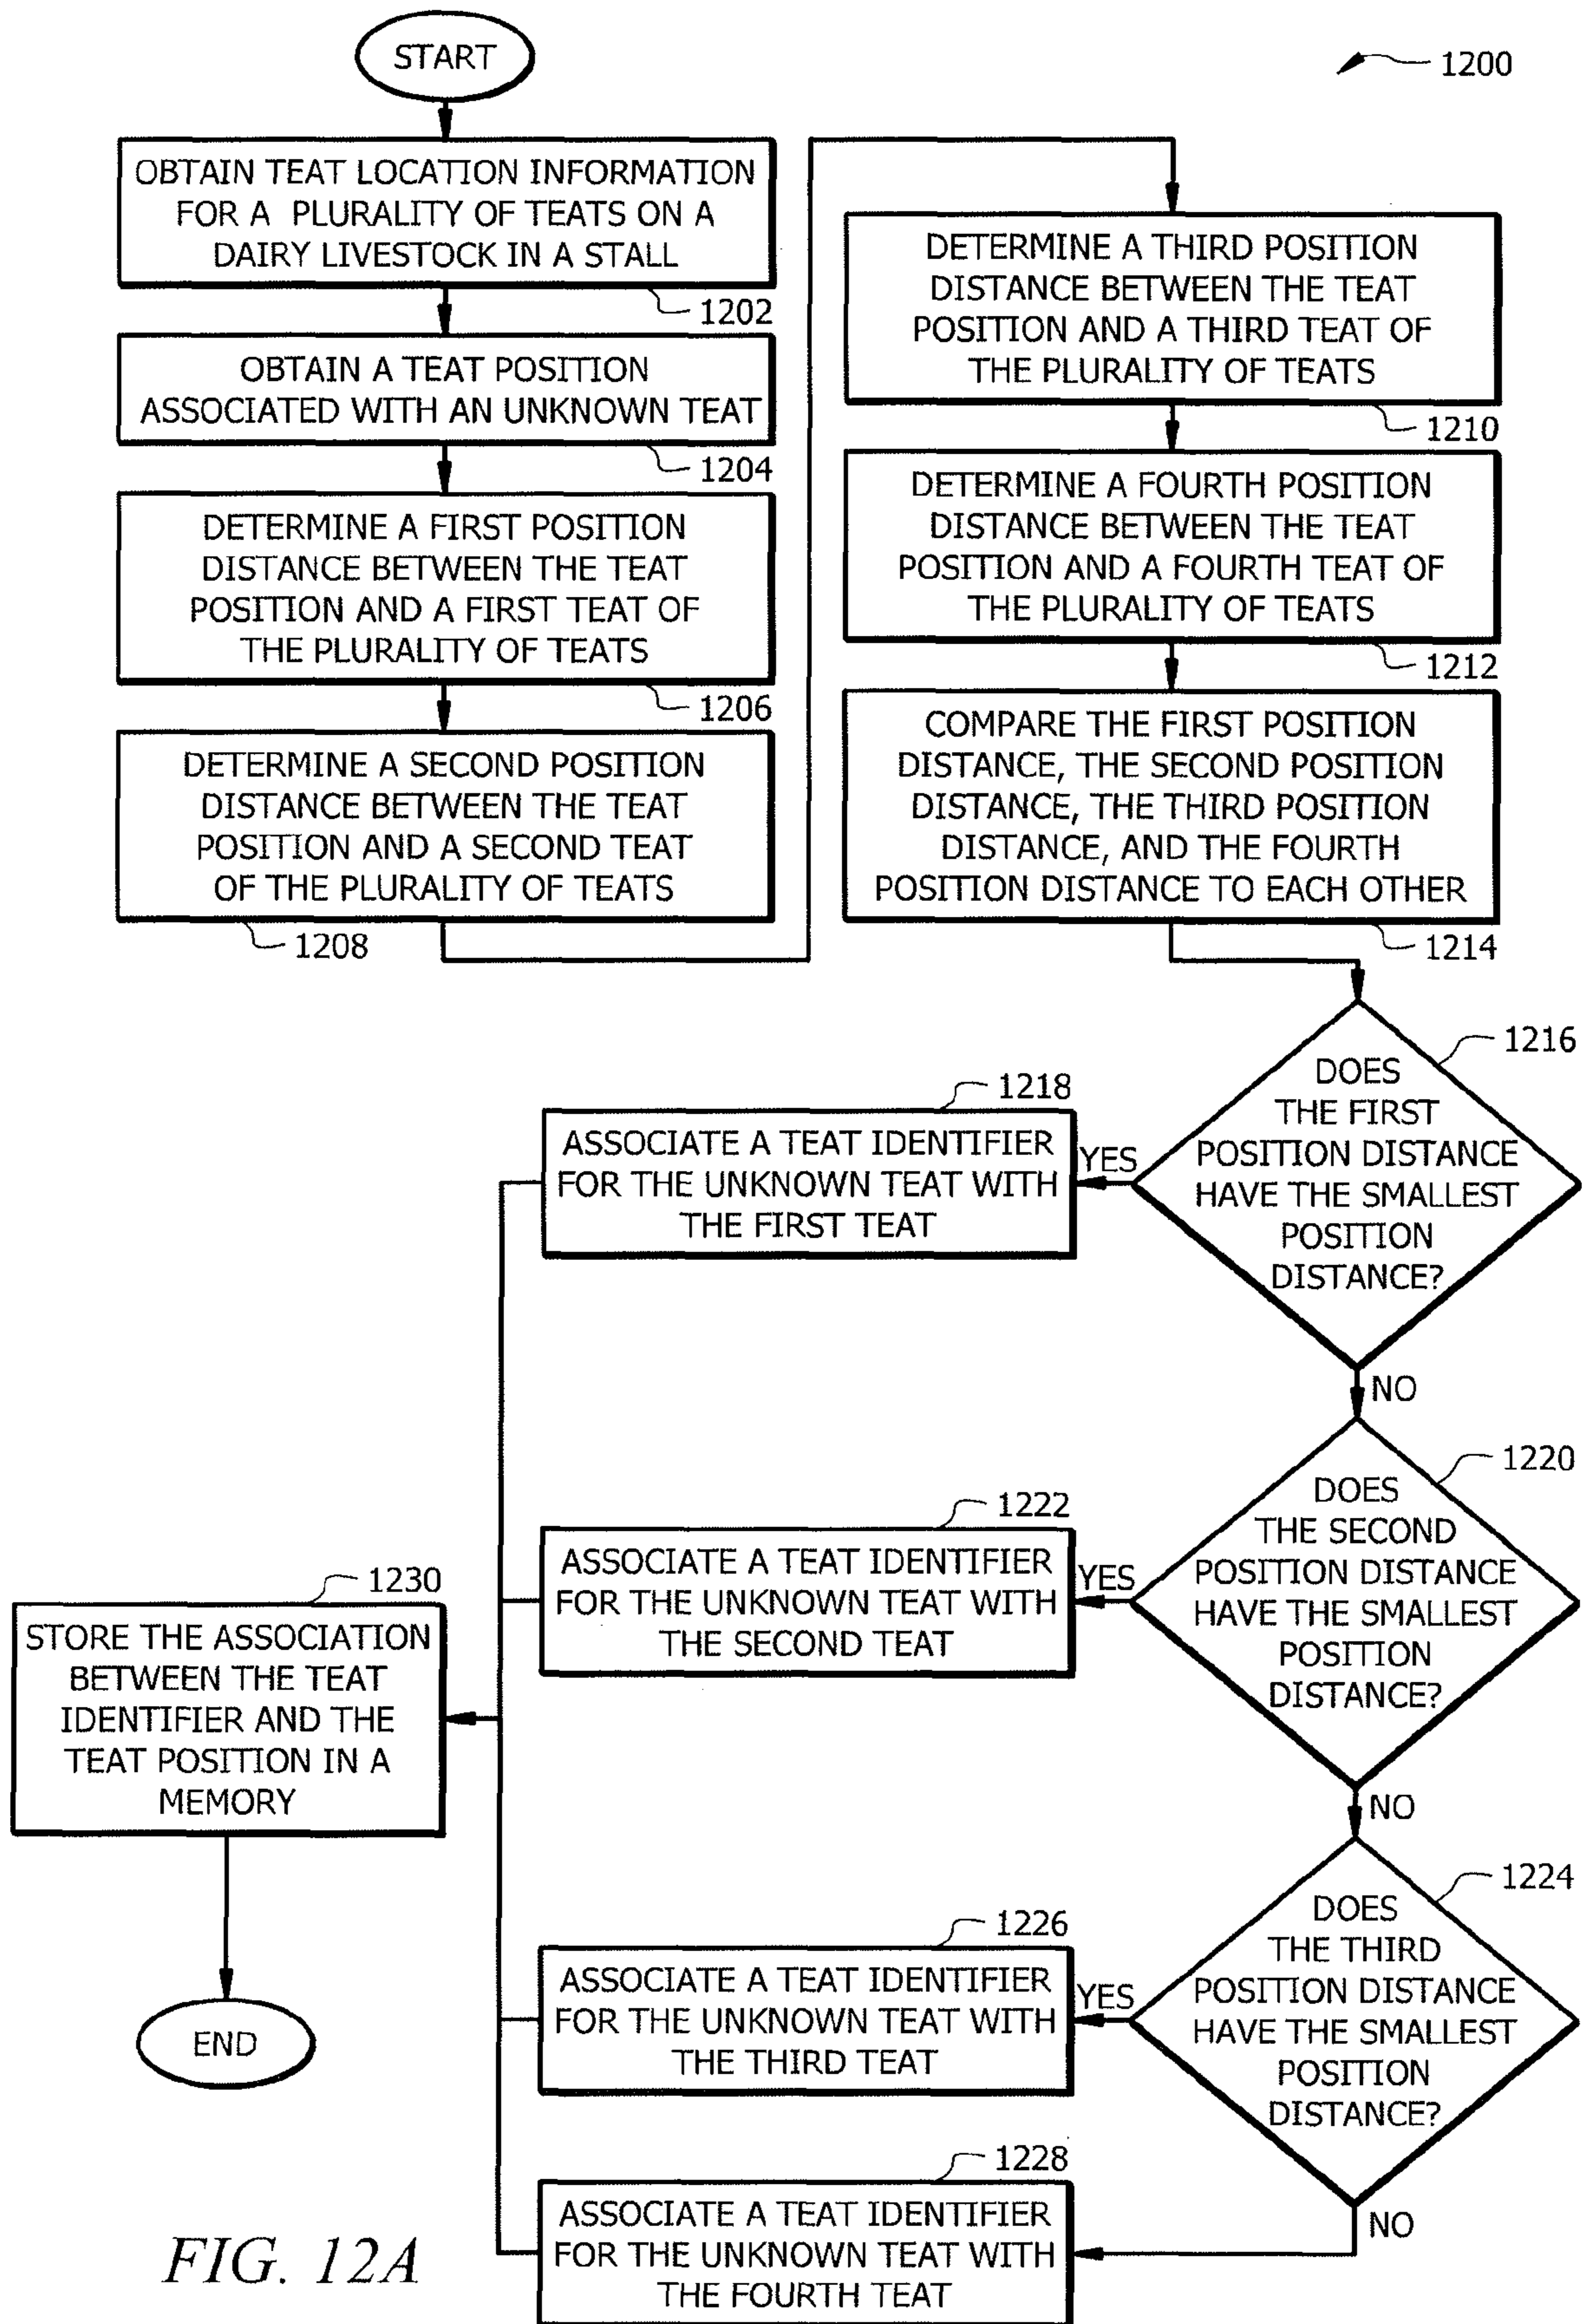 START
1200
OBTAIN TEAT LOCATION INFORMATION
FOR A PLURALITY OF TEATS ON A
DAIRY LIVESTOCK IN A STALL
1202
OBTAIN A TEAT POSITION
ASSOCIATED WITH AN UNKNOWN TEAT
1204
DETERMINE A FIRST POSITION
DISTANCE BETWEEN THE TEAT
POSITION AND A FIRST TEAT OF
THE PLURALITY OF TEATS
1206
DETERMINE A SECOND POSITION
DISTANCE BETWEEN THE TEAT
POSITION AND A SECOND TEAT
OF THE PLURALITY OF TEATS
1208
DETERMINE A THIRD POSITION
DISTANCE BETWEEN THE TEAT
POSITION AND A THIRD TEAT OF
THE PLURALITY OF TEATS
1210
DETERMINE A FOURTH POSITION
DISTANCE BETWEEN THE TEAT
POSITION AND A FOURTH TEAT OF
THE PLURALITY OF TEATS
1212
COMPARE THE FIRST POSITION
DISTANCE, THE SECOND POSITION
DISTANCE, THE THIRD POSITION
DISTANCE, AND THE FOURTH
POSITION DISTANCE TO EACH OTHER
1214
1216
DOES
THE FIRST
POSITION DISTANCE
HAVE THE SMALLEST
POSITION
DISTANCE?
YES
1218
ASSOCIATE A TEAT IDENTIFIER
FOR THE UNKNOWN TEAT WITH
THE FIRST TEAT
NO
1220
DOES
THE SECOND
POSITION DISTANCE
HAVE THE SMALLEST
POSITION
DISTANCE?
YES
1222
ASSOCIATE A TEAT IDENTIFIER
FOR THE UNKNOWN TEAT WITH
THE SECOND TEAT
NO
1224
DOES
THE THIRD
POSITION DISTANCE
HAVE THE SMALLEST
POSITION
DISTANCE?
YES
1226
ASSOCIATE A TEAT IDENTIFIER
FOR THE UNKNOWN TEAT WITH
THE THIRD TEAT
NO
1228
ASSOCIATE A TEAT IDENTIFIER
FOR THE UNKNOWN TEAT WITH
THE FOURTH TEAT
1230
STORE THE ASSOCIATION
BETWEEN THE TEAT
IDENTIFIER AND THE
TEAT POSITION IN A
MEMORY
END
FIG. 12A